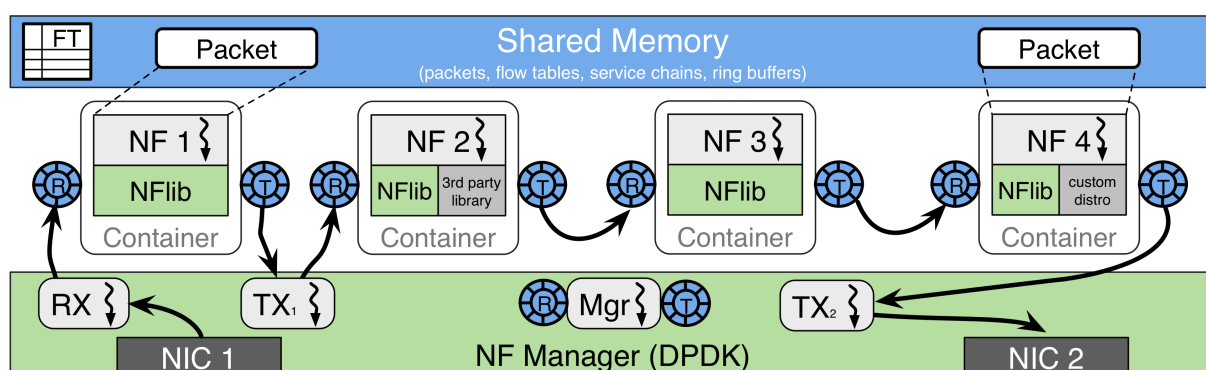 FT
Packet
Shared Memory
Packet
(packets, flow tables, service chains, ring buffers)
NF 1
NF 2
NF 3
NF 4
R
NFlib
T
R
NFlib
3rd party
library
T
R
NFlib
T
R
NFlib
custom
distro
T
Container
Container
Container
Container
RX
TX1
R
Mgr
T
TX2
NIC 1
NF Manager (DPDK)
NIC 2